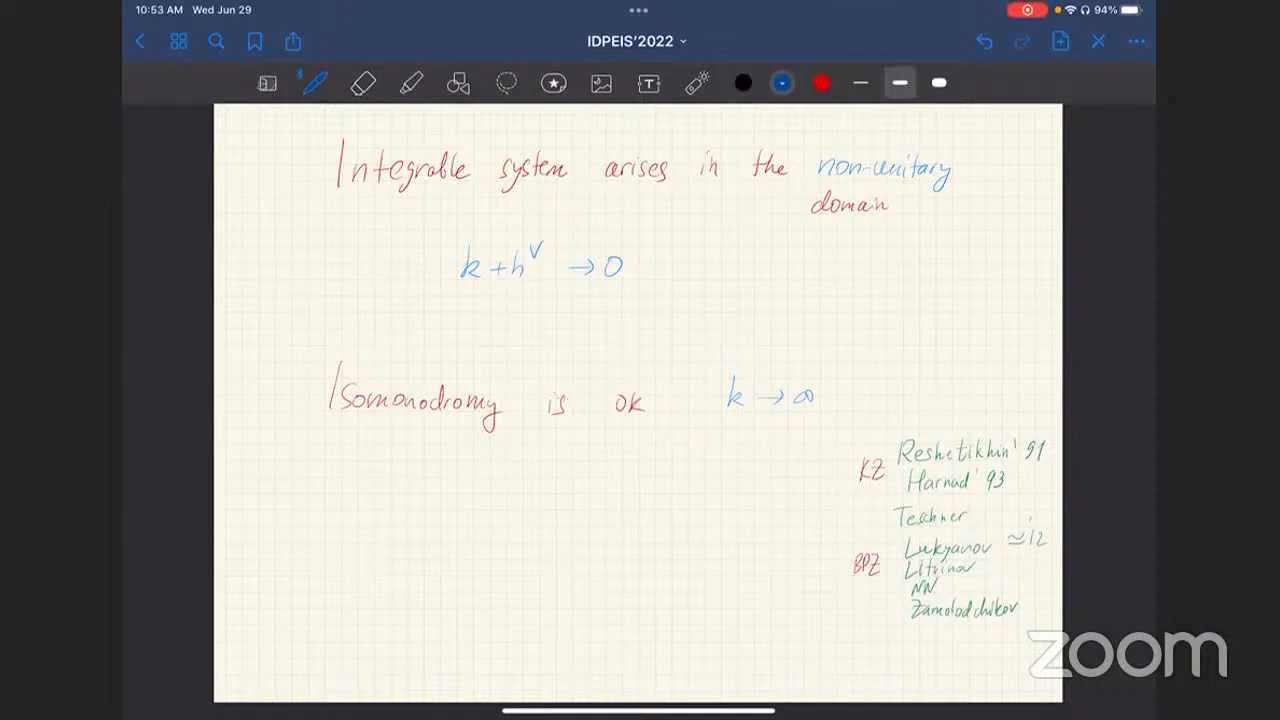 10:53 AM Wed Jun 29
94%
IDPEIS'2022
Integrable system arises in the non-unitary
domain
k + h^∨ → 0
Isomonodromy is ok k → ∞
KZ Reshetikhin '91
Harnad '93
Teschner
BPZ Lukyanov ≃ '12
Litvinov
NN
Zamolodchikov
zoom